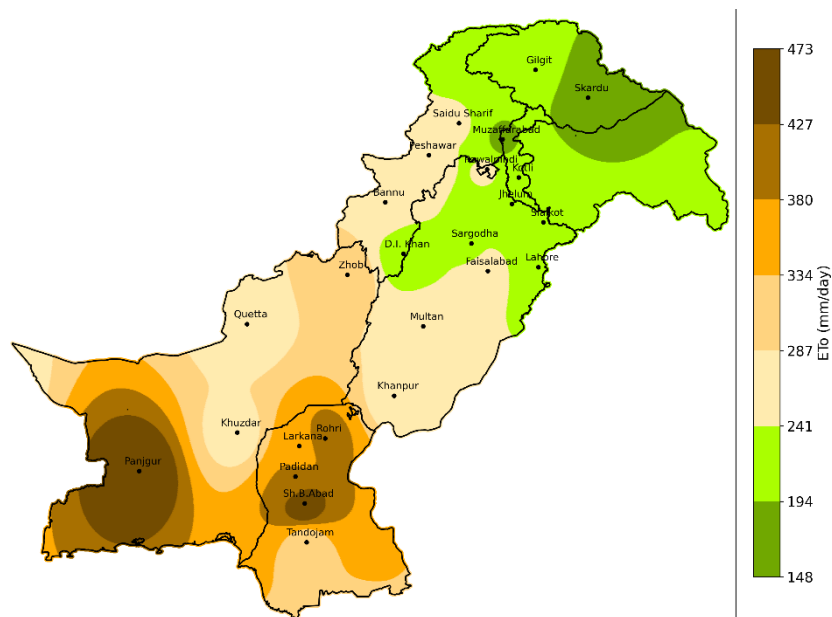 Gilgit
Skardu
Saidu Sharif
Muzaffarabad
Peshawar
Rawalpindi
Kotli
Bannu
Jhelum
Sialkot
Sargodha
D.I. Khan
Lahore
Faisalabad
Zhob
Quetta
Multan
Khanpur
Khuzdar
Rohri
Larkana
Panjgur
Padidan
Sh.B.Abad
Tandojam
473
427
380
334
287
241
194
148
ETo (mm/day)